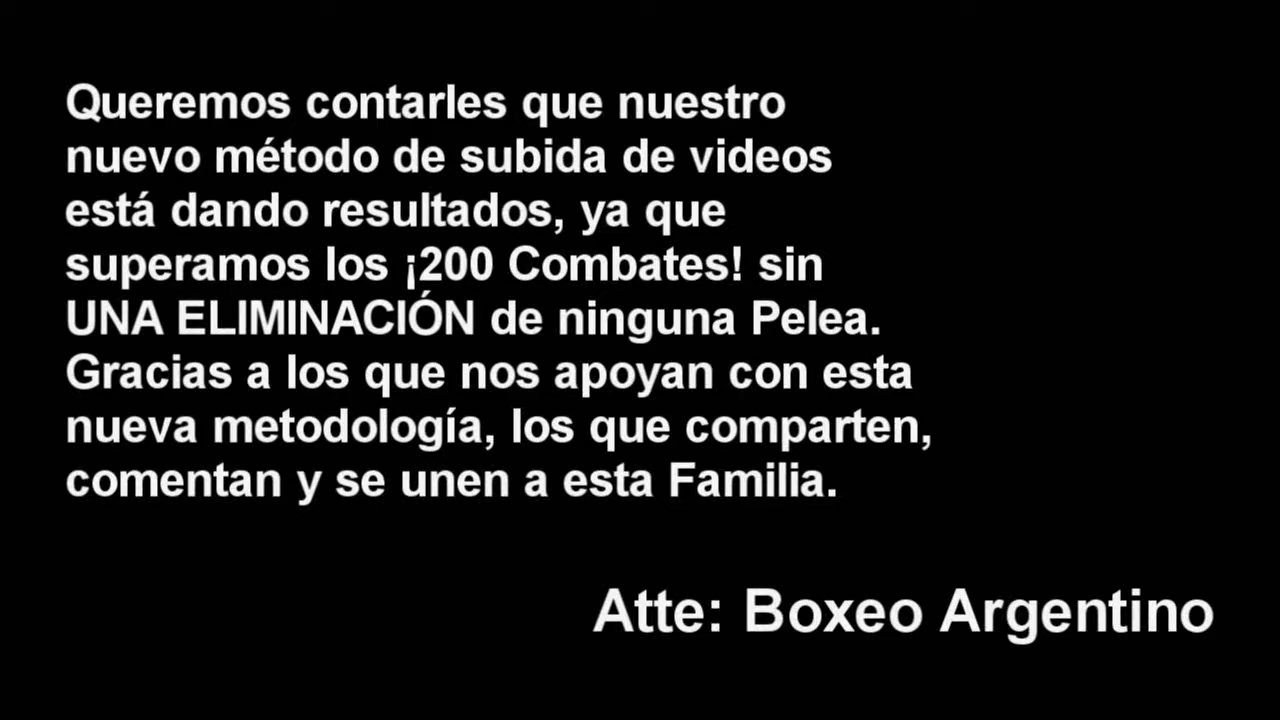 Queremos contarles que nuestro
nuevo método de subida de videos
está dando resultados, ya que
superamos los ¡200 Combates! sin
UNA ELIMINACIÓN de ninguna Pelea.
Gracias a los que nos apoyan con esta
nueva metodología, los que comparten,
comentan y se unen a esta Familia.
Atte: Boxeo Argentino